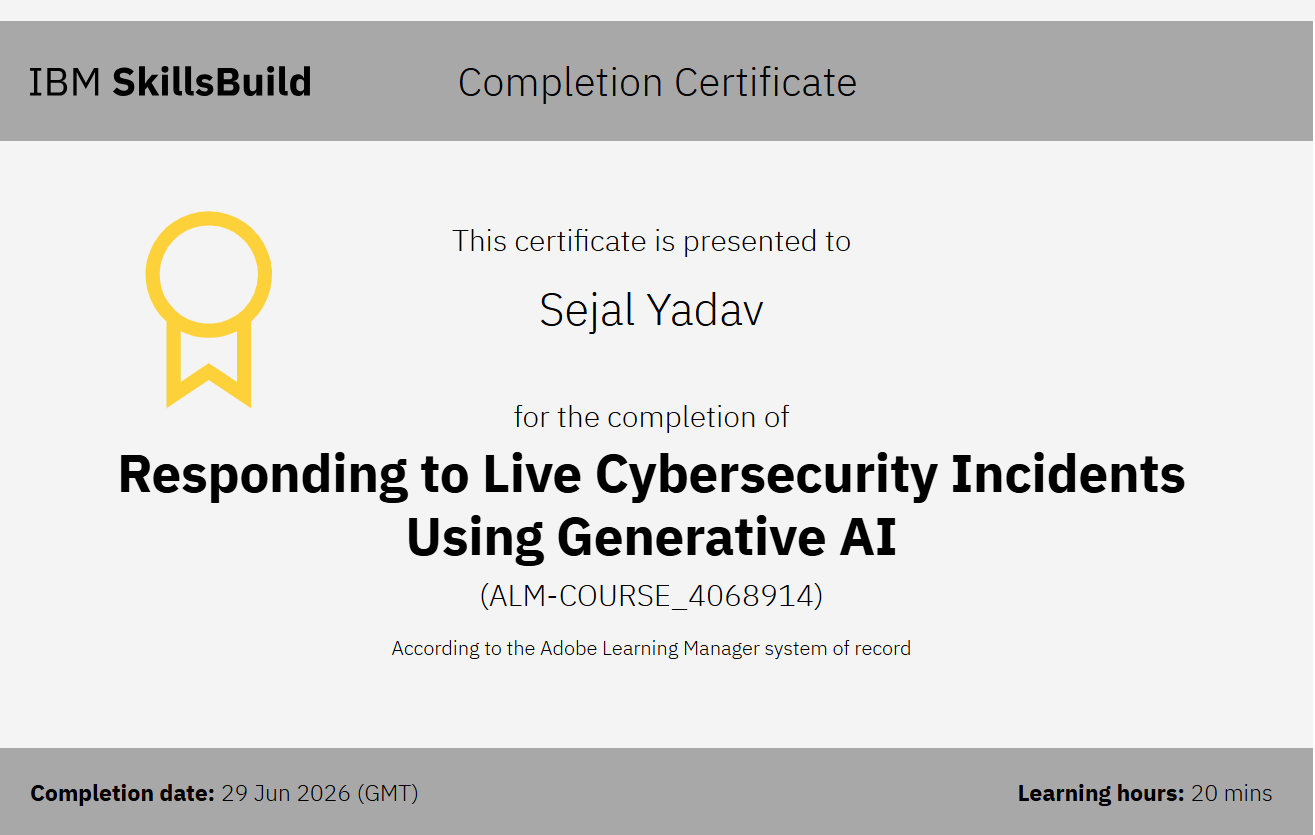 IBM SkillsBuild
Completion Certificate
This certificate is presented to
Sejal Yadav
for the completion of
Responding to Live Cybersecurity Incidents
Using Generative AI
(ALM-COURSE_4068914)
According to the Adobe Learning Manager system of record
Completion date: 29 Jun 2026 (GMT)
Learning hours: 20 mins